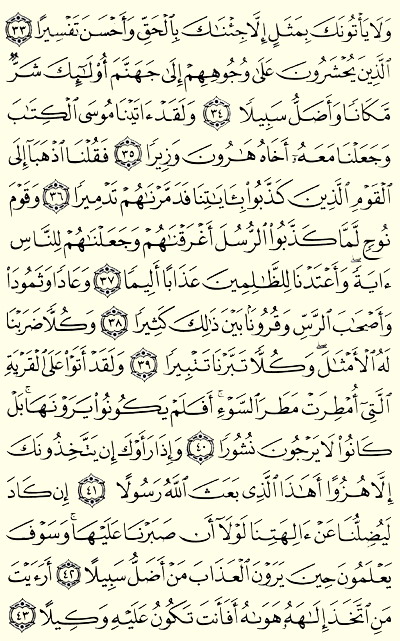 وَلَا يَأْتُونَكَ بِمَثَلٍ إِلَّا جِئْنَٰكَ بِٱلْحَقِّ وَأَحْسَنَ تَفْسِيرًا ٣٣
ٱلَّذِينَ يُحْشَرُونَ عَلَىٰ وُجُوهِهِمْ إِلَىٰ جَهَنَّمَ أُو۟لَٰٓئِكَ شَرٌّ
مَّكَانًا وَأَضَلُّ سَبِيلًا ٣٤ وَلَقَدْ ءَاتَيْنَا مُوسَى ٱلْكِتَٰبَ
وَجَعَلْنَا مَعَهُۥٓ أَخَاهُ هَٰرُونَ وَزِيرًا ٣٥ فَقُلْنَا ٱذْهَبَآ إِلَى
ٱلْقَوْمِ ٱلَّذِينَ كَذَّبُوا۟ بِـَٔايَٰتِنَا فَدَمَّرْنَٰهُمْ تَدْمِيرًا ٣٦ وَقَوْمَ
نُوحٍ لَّمَّا كَذَّبُوا۟ ٱلرُّسُلَ أَغْرَقْنَٰهُمْ وَجَعَلْنَٰهُمْ لِلنَّاسِ
ءَايَةً ۖ وَأَعْتَدْنَا لِلظَّٰلِمِينَ عَذَابًا أَلِيمًا ٣٧ وَعَادًا وَثَمُودَا۟
وَأَصْحَٰبَ ٱلرَّسِّ وَقُرُونًۢا بَيْنَ ذَٰلِكَ كَثِيرًا ٣٨ وَكُلًّا ضَرَبْنَا
لَهُ ٱلْأَمْثَٰلَ ۖ وَكُلًّا تَبَّرْنَا تَتْبِيرًا ٣٩ وَلَقَدْ أَتَوْا۟ عَلَى ٱلْقَرْيَةِ
ٱلَّتِىٓ أُمْطِرَتْ مَطَرَ ٱلسَّوْءِ ۚ أَفَلَمْ يَكُونُوا۟ يَرَوْنَهَا ۚ بَلْ
كَانُوا۟ لَا يَرْجُونَ نُشُورًا ٤٠ وَإِذَا رَأَوْكَ إِن يَتَّخِذُونَكَ
إِلَّا هُزُوًا أَهَٰذَا ٱلَّذِى بَعَثَ ٱللَّهُ رَسُولًا ٤١ إِن كَادَ
لَيُضِلُّنَا عَنْ ءَالِهَتِنَا لَوْلَآ أَن صَبَرْنَا عَلَيْهَا ۚ وَسَوْفَ
يَعْلَمُونَ حِينَ يَرَوْنَ ٱلْعَذَابَ مَنْ أَضَلُّ سَبِيلًا ٤٢ أَرَءَيْتَ
مَنِ ٱتَّخَذَ إِلَٰهَهُۥ هَوَىٰهُ أَفَأَنتَ تَكُونُ عَلَيْهِ وَكِيلًا ٤٣